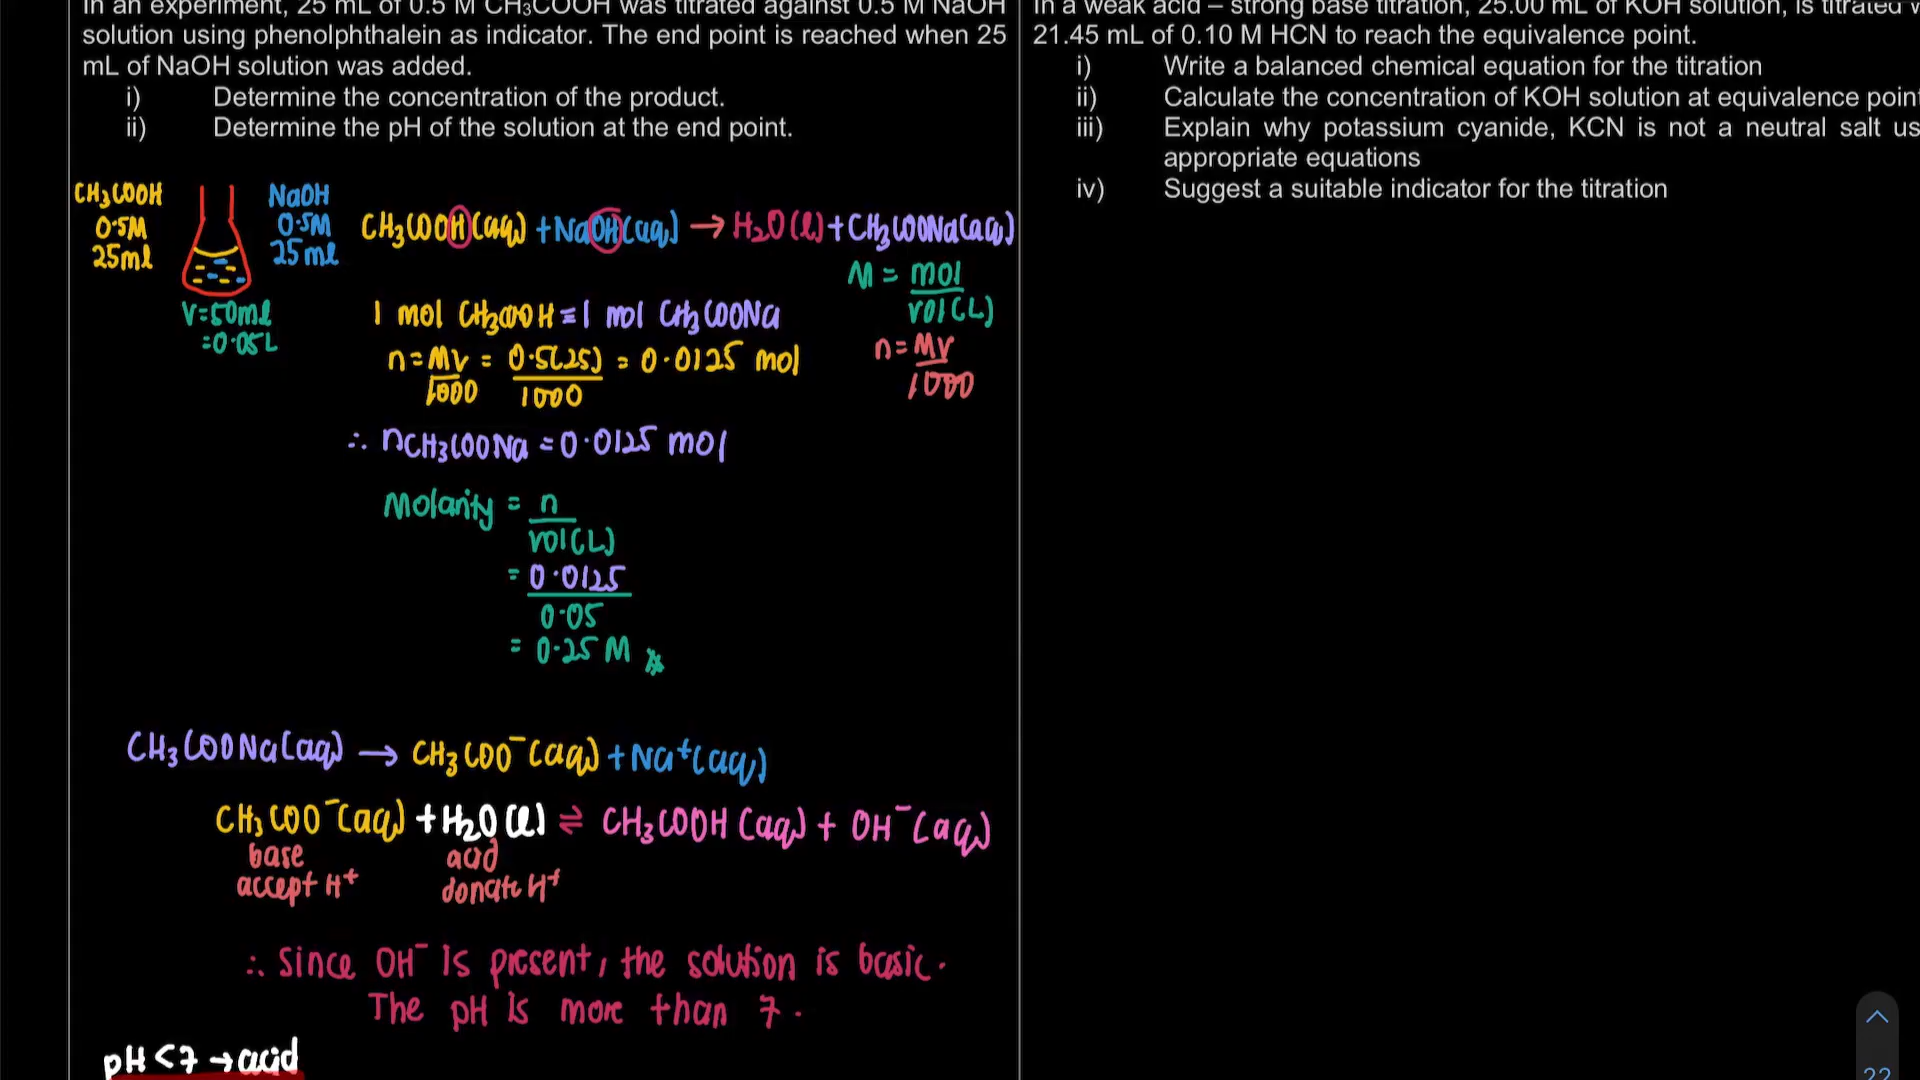 In an experiment, 25 mL of 0.5 M CH₃COOH was titrated against 0.5 M NaOH
solution using phenolphthalein as indicator. The end point is reached when 25
mL of NaOH solution was added.
i) Determine the concentration of the product.
ii) Determine the pH of the solution at the end point.
CH₃COOH
0.5M
25ml
NaOH
0.5M
25ml
V=50ml
=0.05L
CH₃COOH(aq) + NaOH(aq) → H₂O(l) + CH₃COONa(aq)
M = mol
vol(L)
n = MV
1000
1 mol CH₃COOH ≡ 1 mol CH₃COONa
n = MV = 0.5(25) = 0.0125 mol
1000 1000
∴ nCH₃COONa = 0.0125 mol
Molarity = n
vol(L)
= 0.0125
0.05
= 0.25 M
CH₃COONa(aq) → CH₃COO⁻(aq) + Na⁺(aq)
CH₃COO⁻(aq) + H₂O(l) ⇌ CH₃COOH(aq) + OH⁻(aq)
base acid
accept H⁺ donate H⁺
∴ Since OH⁻ is present, the solution is basic.
The pH is more than 7.
pH < 7 → acid
In a weak acid – strong base titration, 25.00 mL of KOH solution, is titrated
21.45 mL of 0.10 M HCN to reach the equivalence point.
i) Write a balanced chemical equation for the titration
ii) Calculate the concentration of KOH solution at equivalence point
iii) Explain why potassium cyanide, KCN is not a neutral salt us
appropriate equations
iv) Suggest a suitable indicator for the titration
22